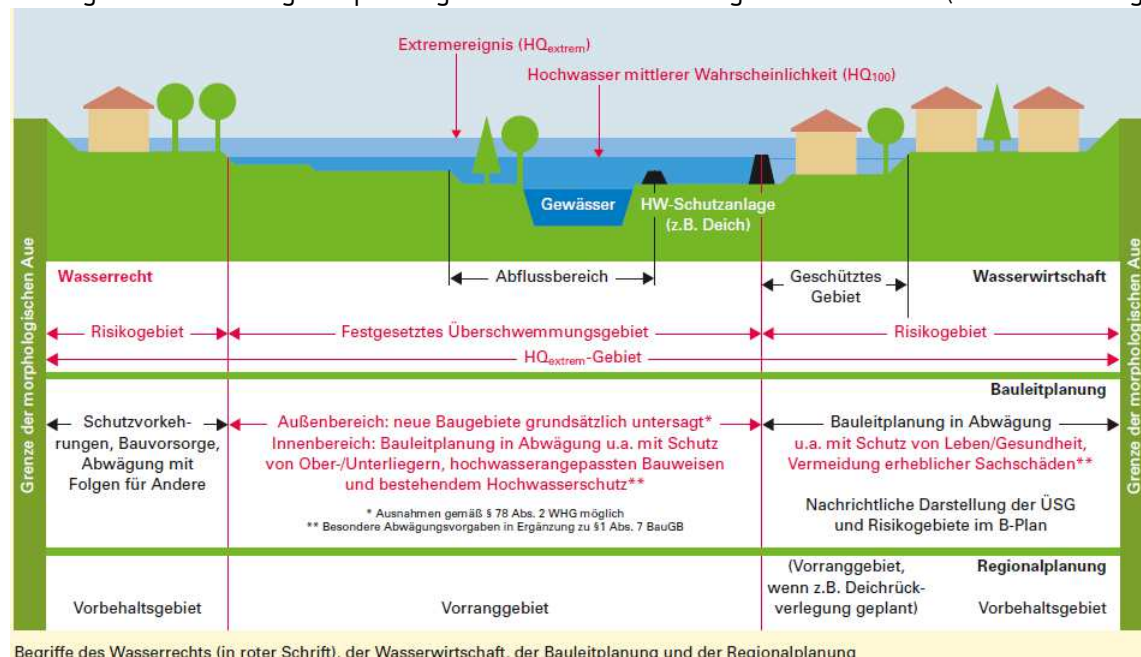 Extremereignis (HQextrem)
Hochwasser mittlerer Wahrscheinlichkeit (HQ100)
Gewässer
HW-Schutzanlage
(z.B. Deich)
Grenze der morphologischen Aue
Grenze der morphologischen Aue
Wasserrecht
Abflussbereich
Geschütztes
Gebiet
Wasserwirtschaft
Risikogebiet
Festgesetztes Überschwemmungsgebiet
Risikogebiet
HQextrem-Gebiet
Bauleitplanung
Schutzvorkeh-
rungen, Bauvorsorge,
Abwägung mit
Folgen für Andere
Außenbereich: neue Baugebiete grundsätzlich untersagt*
Innenbereich: Bauleitplanung in Abwägung u.a. mit Schutz
von Ober-/Unterliegern, hochwasserangepassten Bauweisen
und bestehendem Hochwasserschutz**
* Ausnahmen gemäß § 78 Abs. 2 WHG möglich
** Besondere Abwägungsvorgaben in Ergänzung zu §1 Abs. 7 BauGB
Bauleitplanung in Abwägung
u.a. mit Schutz von Leben/Gesundheit,
Vermeidung erheblicher Sachschäden**
Nachrichtliche Darstellung der ÜSG
und Risikogebiete im B-Plan
Vorbehaltsgebiet
Vorranggebiet
(Vorranggebiet,
wenn z.B. Deichrück-
verlegung geplant)
Regionalplanung
Vorbehaltsgebiet
Begriffe des Wasserrechts (in roter Schrift), der Wasserwirtschaft, der Bauleitplanung und der Regionalplanung